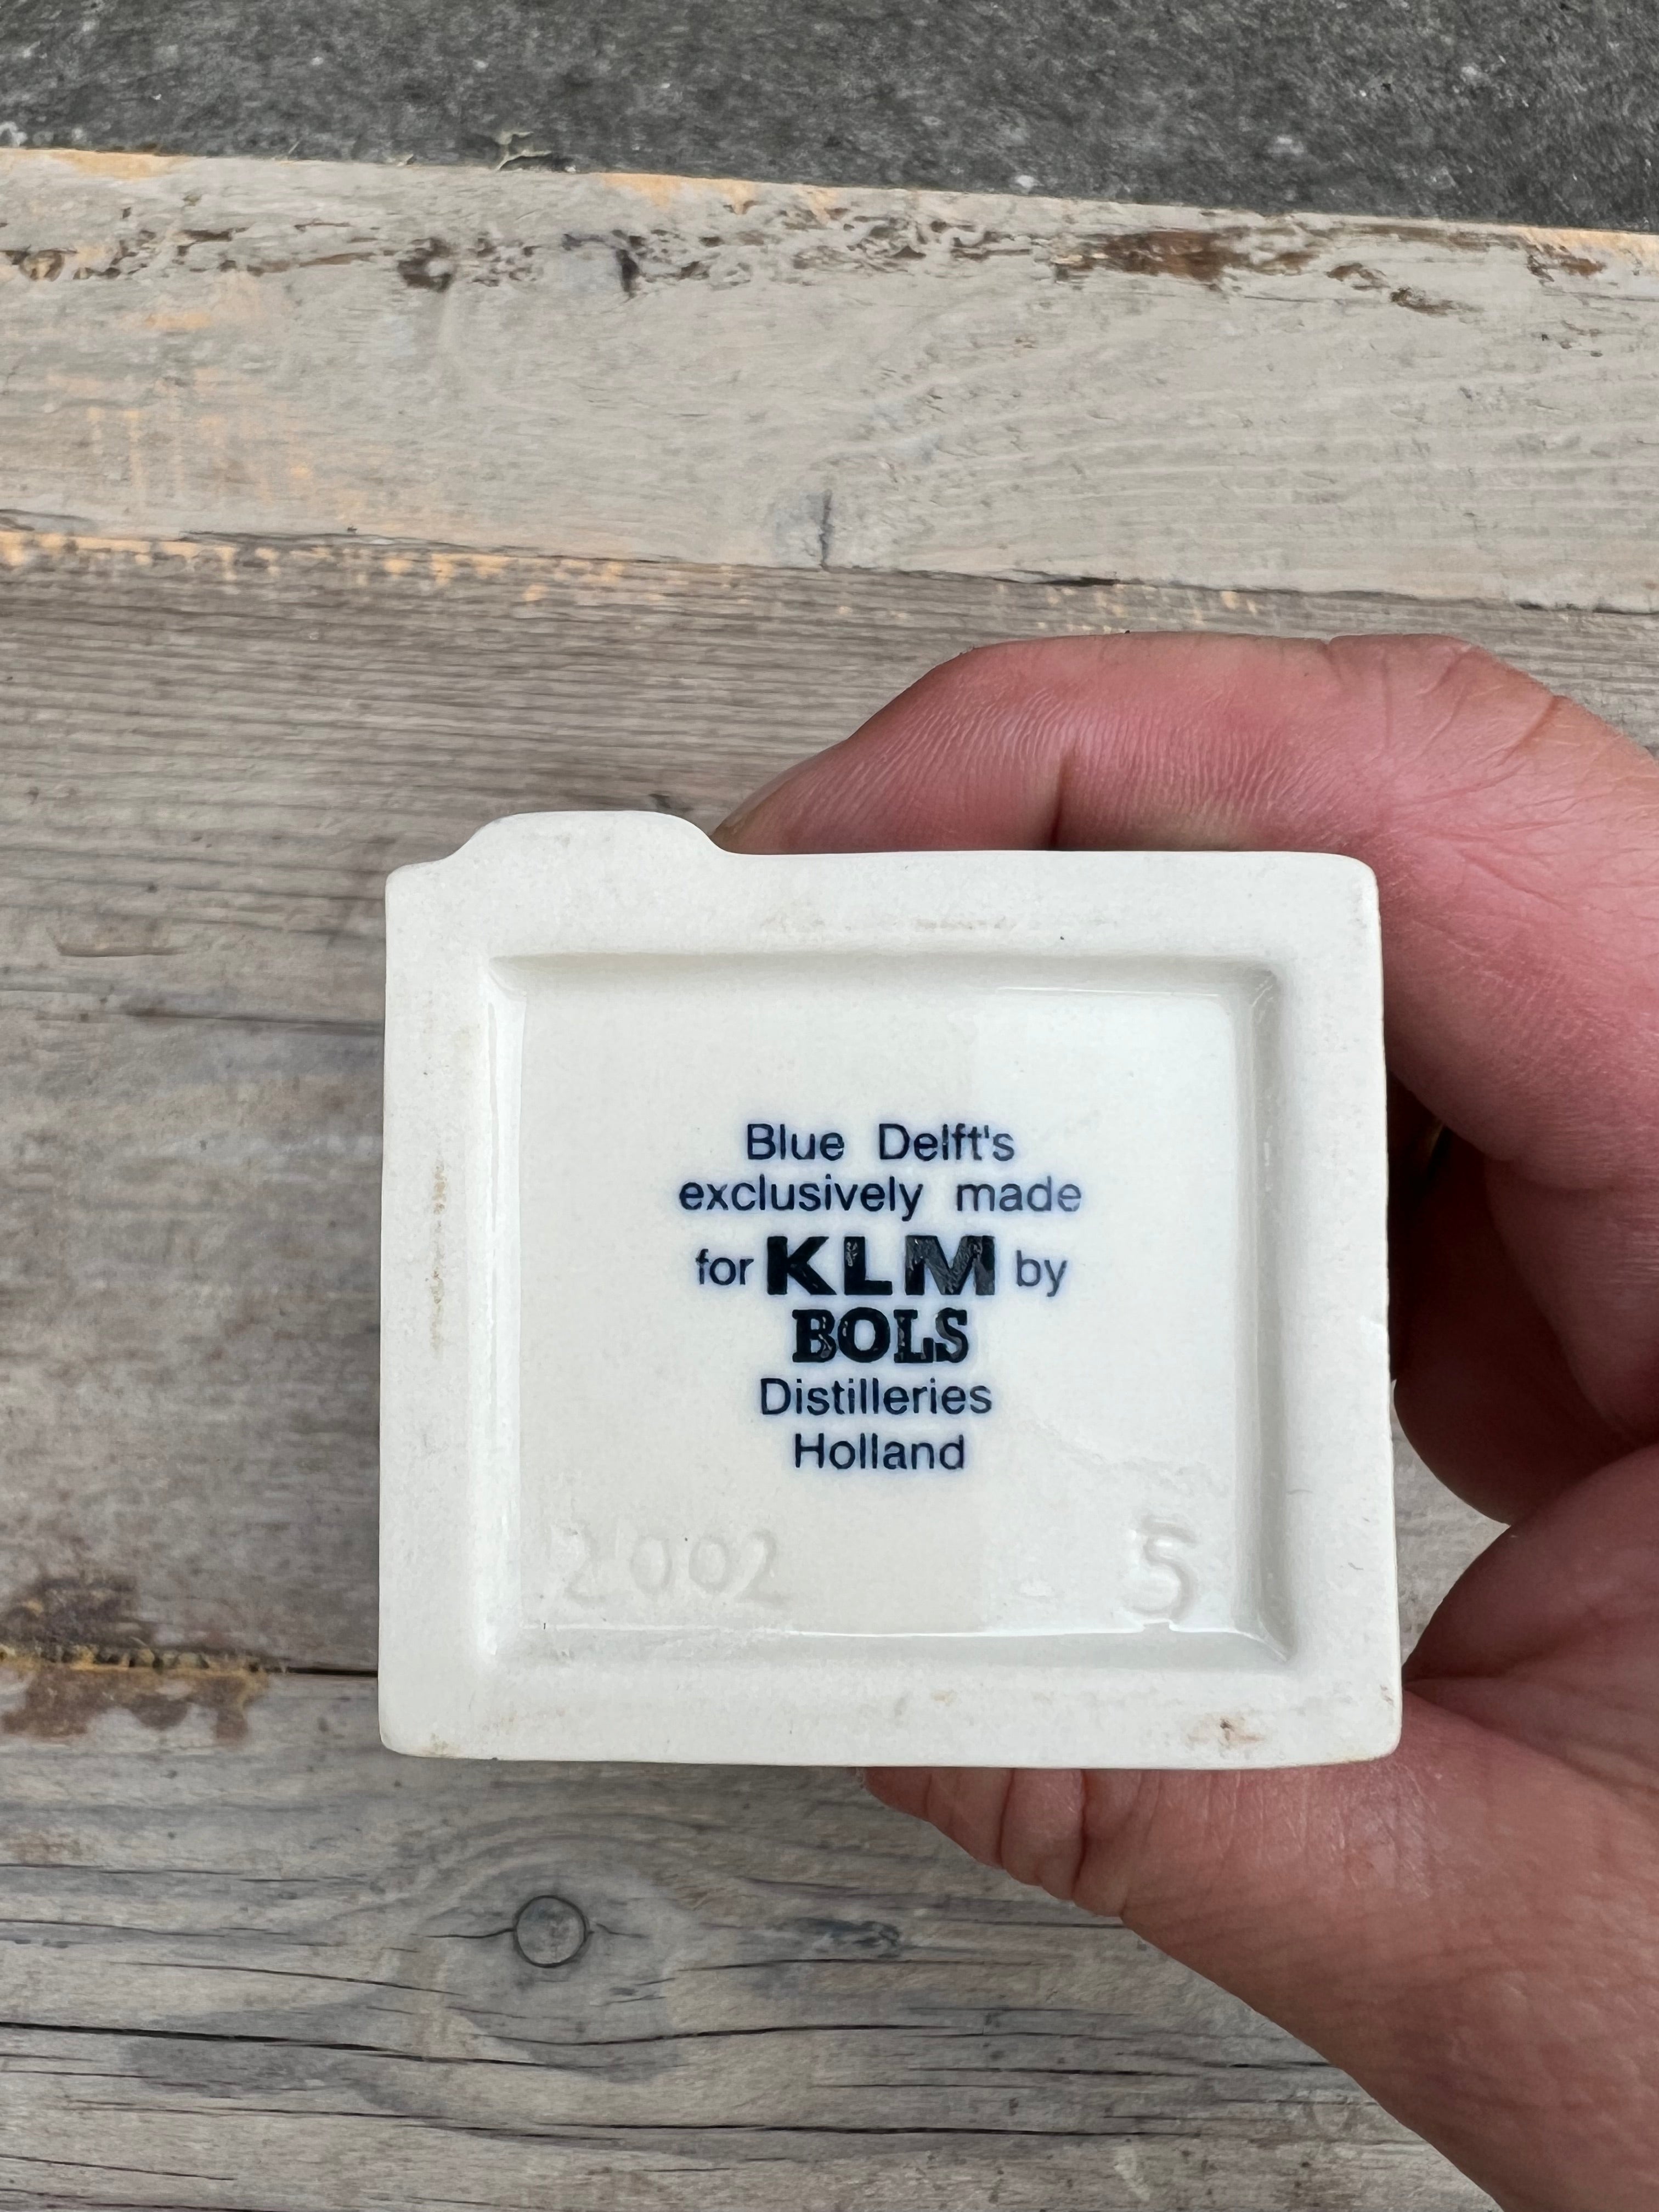 Blue Delft's
exclusively made
for KLM by
BOLS
Distilleries
Holland
2002 5